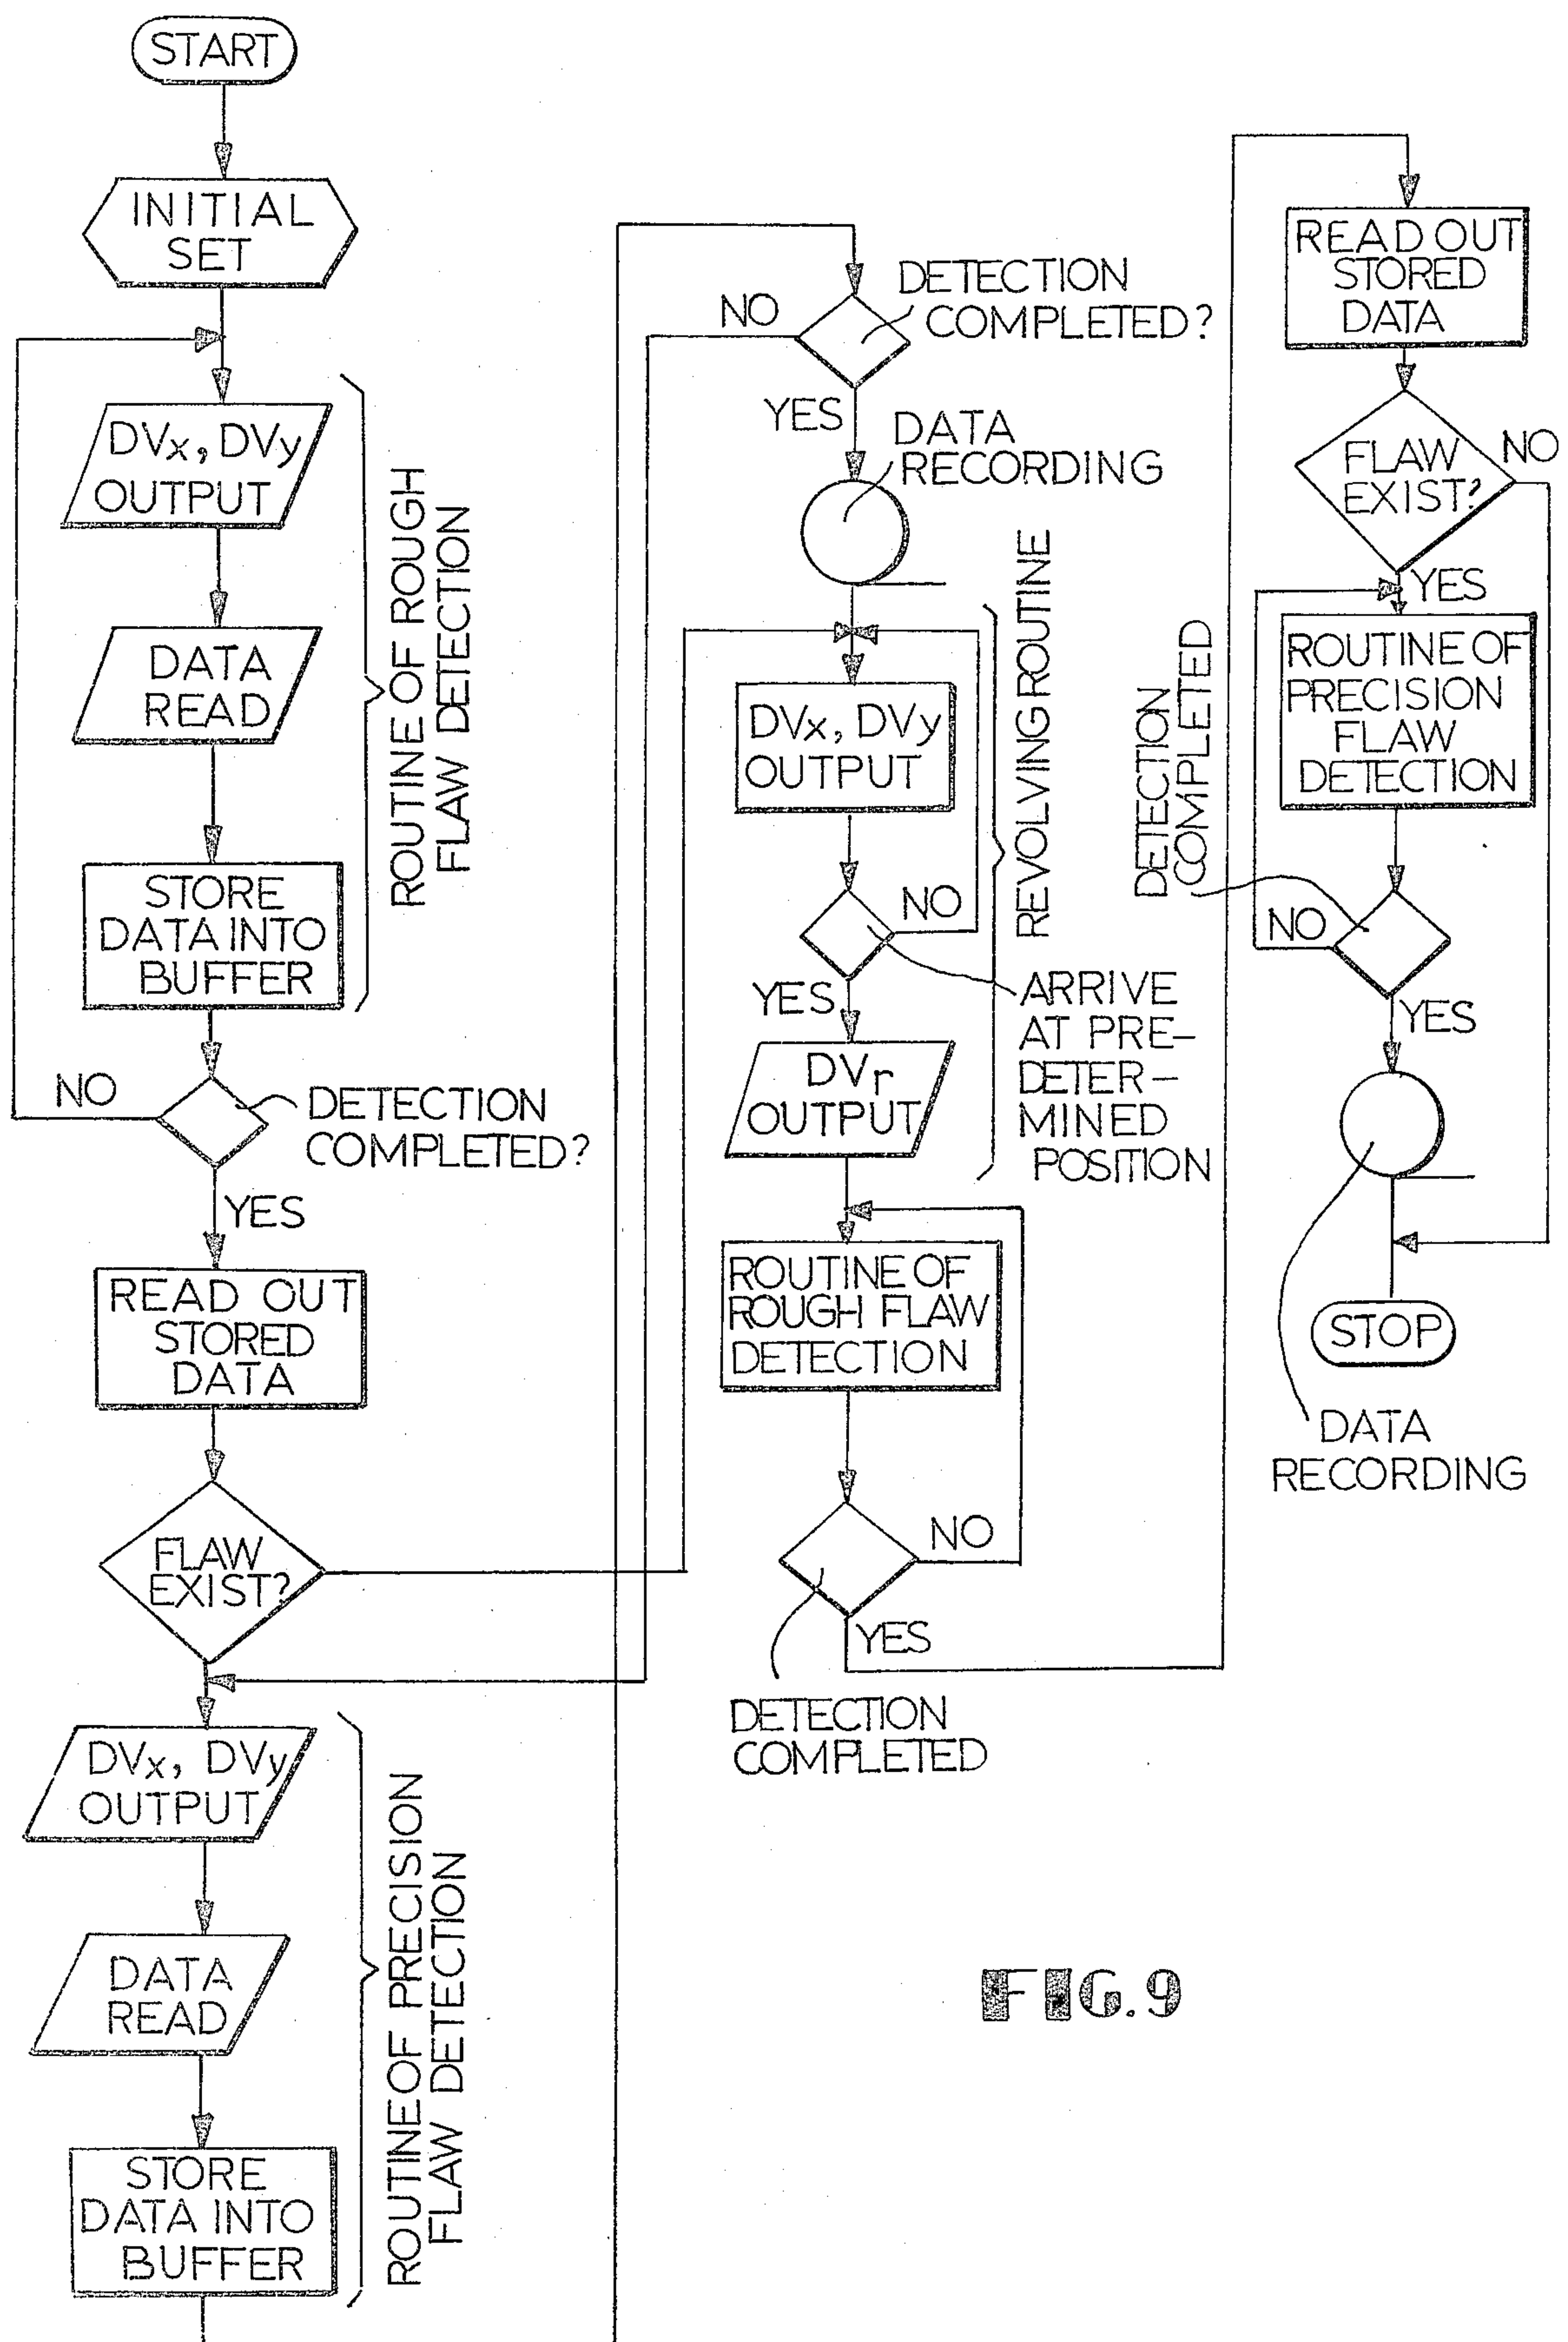 START
INITIAL
SET
DVx, DVy
OUTPUT
DATA
READ
STORE
DATA INTO
BUFFER
ROUTINE OF ROUGH
FLAW DETECTION
NO
DETECTION
COMPLETED?
YES
READ OUT
STORED
DATA
FLAW
EXIST?
DVx, DVy
OUTPUT
DATA
READ
STORE
DATA INTO
BUFFER
ROUTINE OF PRECISION
FLAW DETECTION
NO
DETECTION
COMPLETED?
YES
DATA
RECORDING
DVx, DVy
OUTPUT
NO
YES
ARRIVE
AT PRE-
DETER-
MINED
POSITION
DVr
OUTPUT
REVOLVING ROUTINE
ROUTINE OF
ROUGH FLAW
DETECTION
NO
YES
DETECTION
COMPLETED
READ OUT
STORED
DATA
FLAW
EXIST?
NO
YES
ROUTINE OF
PRECISION
FLAW
DETECTION
DETECTION
COMPLETED
NO
YES
STOP
DATA
RECORDING
FIG. 9